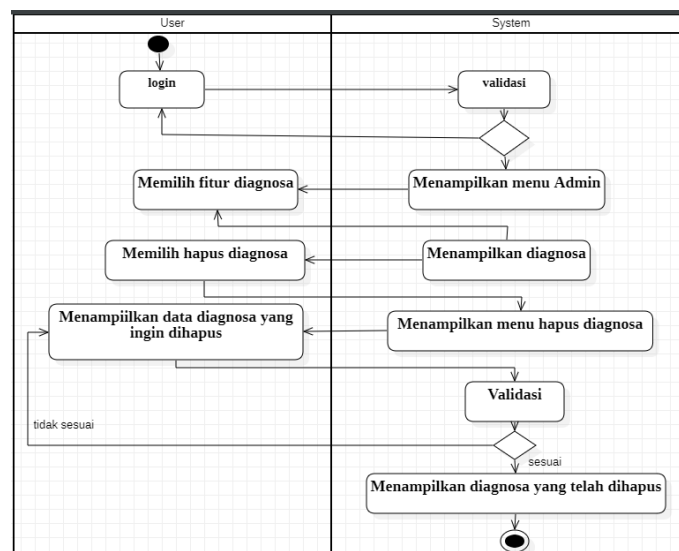 User
System
login
validasi
Memilih fitur diagnosa
Menampilkan menu Admin
Memilih hapus diagnosa
Menampilkan diagnosa
Menampiilkan data diagnosa yang
ingin dihapus
Menampilkan menu hapus diagnosa
Validasi
tidak sesuai
sesuai
Menampilkan diagnosa yang telah dihapus